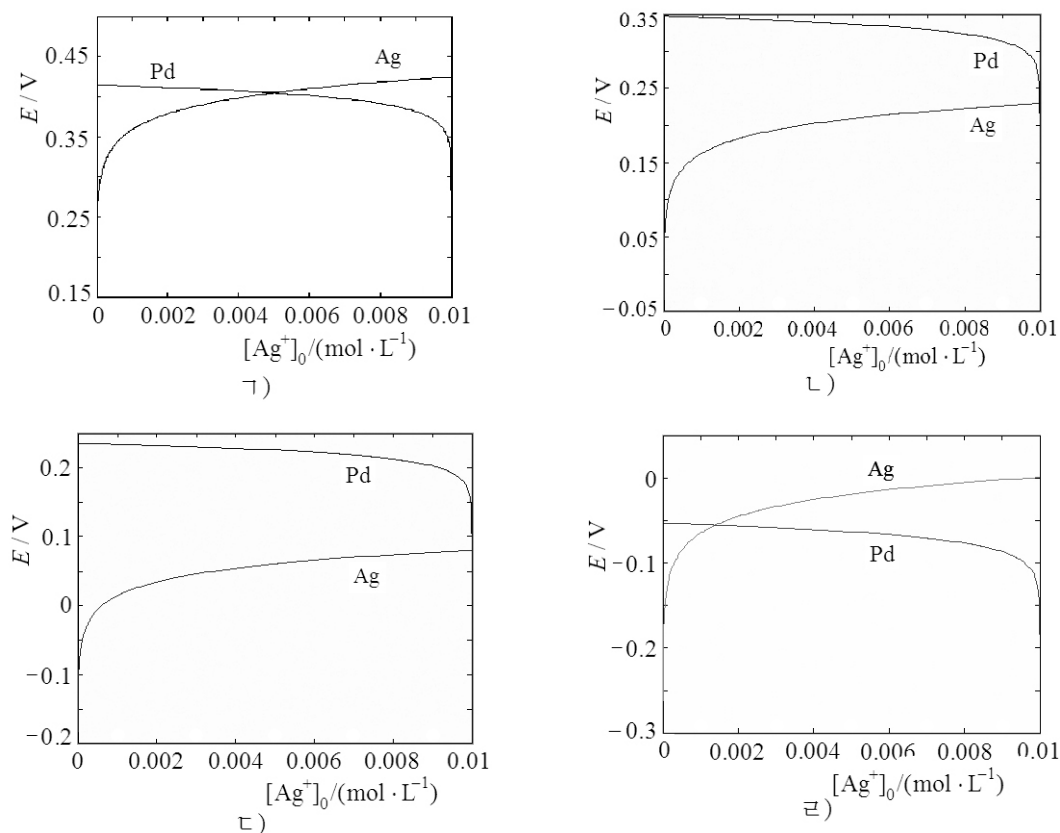 E / V
0.45
0.35
0.25
0.15
Pd
Ag
0
0.002
0.004
0.006
0.008
0.01
[Ag⁺]₀/(mol · L⁻¹)
ㄱ)
E / V
0.35
0.25
0.15
0.05
−0.05
Pd
Ag
0
0.002
0.004
0.006
0.008
0.01
[Ag⁺]₀/(mol · L⁻¹)
ㄴ)
E / V
0.2
0.1
0
−0.1
−0.2
Pd
Ag
0
0.002
0.004
0.006
0.008
0.01
[Ag⁺]₀/(mol · L⁻¹)
ㄷ)
E / V
0
−0.1
−0.2
−0.3
Ag
Pd
0
0.002
0.004
0.006
0.008
0.01
[Ag⁺]₀/(mol · L⁻¹)
ㄹ)